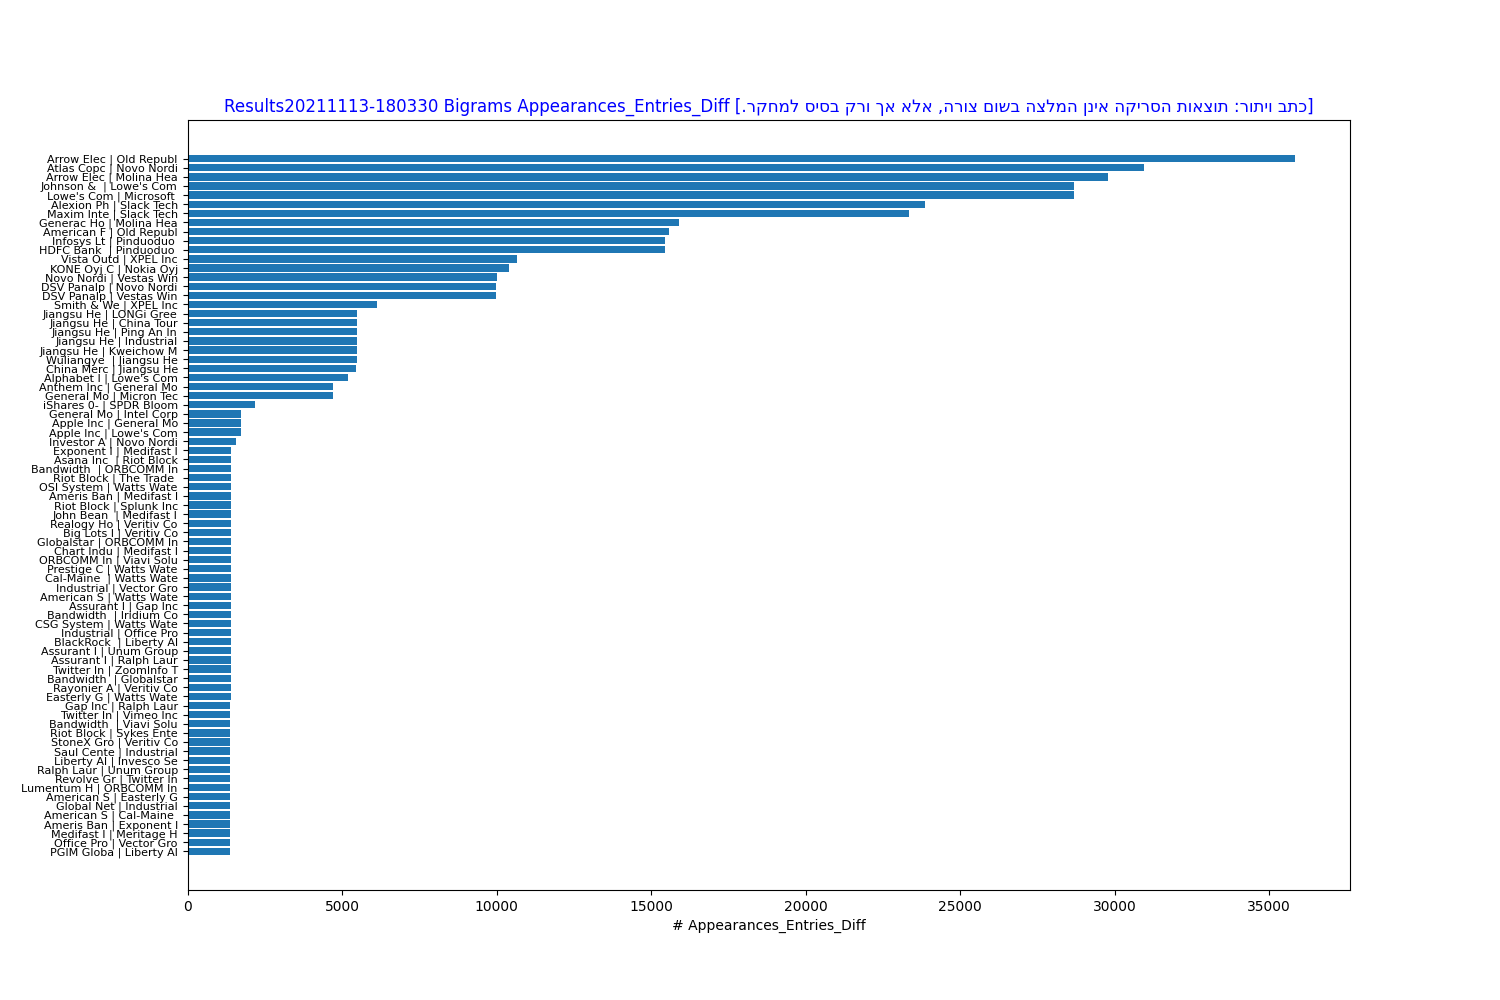 Results20211113-180330 Bigrams Appearances_Entries_Diff [כתב ויתור: תוצאות הסריקה אינן המלצה בשום צורה, אלא אך ורק בסיס למחקר.]
Arrow Elec | Old Republ
Atlas Copc | Novo Nordi
Arrow Elec | Molina Hea
Johnson &  | Lowe's Com
Lowe's Com | Microsoft
Alexion Ph | Slack Tech
Maxim Inte | Slack Tech
Generac Ho | Molina Hea
American F | Old Republ
Infosys Lt | Pinduoduo
HDFC Bank  | Pinduoduo
Vista Outd | XPEL Inc
KONE Oyj C | Nokia Oyj
Novo Nordi | Vestas Win
DSV Panalp | Novo Nordi
DSV Panalp | Vestas Win
Smith & We | XPEL Inc
Jiangsu He | LONGi Gree
Jiangsu He | China Tour
Jiangsu He | Ping An In
Jiangsu He | Industrial
Jiangsu He | Kweichow M
Wuliangye  | Jiangsu He
China Merc | Jiangsu He
Alphabet I | Lowe's Com
Anthem Inc | General Mo
General Mo | Micron Tec
iShares 0- | SPDR Bloom
General Mo | Intel Corp
Apple Inc | General Mo
Apple Inc | Lowe's Com
Investor A | Novo Nordi
Exponent I | Medifast I
Asana Inc  | Riot Block
Bandwidth  | ORBCOMM In
Riot Block | The Trade
OSI System | Watts Wate
Ameris Ban | Medifast I
Riot Block | Splunk Inc
John Bean  | Medifast I
Realogy Ho | Veritiv Co
Big Lots I | Veritiv Co
Globalstar | ORBCOMM In
Chart Indu | Medifast I
ORBCOMM In | Viavi Solu
Prestige C | Watts Wate
Cal-Maine  | Watts Wate
Industrial | Vector Gro
American S | Watts Wate
Assurant I | Gap Inc
Bandwidth  | Iridium Co
CSG System | Watts Wate
Industrial | Office Pro
BlackRock  | Liberty Al
Assurant I | Unum Group
Assurant I | Ralph Laur
Twitter In | ZoomInfo T
Bandwidth  | Globalstar
Rayonier A | Veritiv Co
Easterly G | Watts Wate
Gap Inc | Ralph Laur
Twitter In | Vimeo Inc
Bandwidth  | Viavi Solu
Riot Block | Sykes Ente
StoneX Gro | Veritiv Co
Saul Cente | Industrial
Liberty Al | Invesco Se
Ralph Laur | Unum Group
Revolve Gr | Twitter In
Lumentum H | ORBCOMM In
American S | Easterly G
Global Net | Industrial
American S | Cal-Maine
Ameris Ban | Exponent I
Medifast I | Meritage H
Office Pro | Vector Gro
PGIM Globa | Liberty Al
0 5000 10000 15000 20000 25000 30000 35000
# Appearances_Entries_Diff